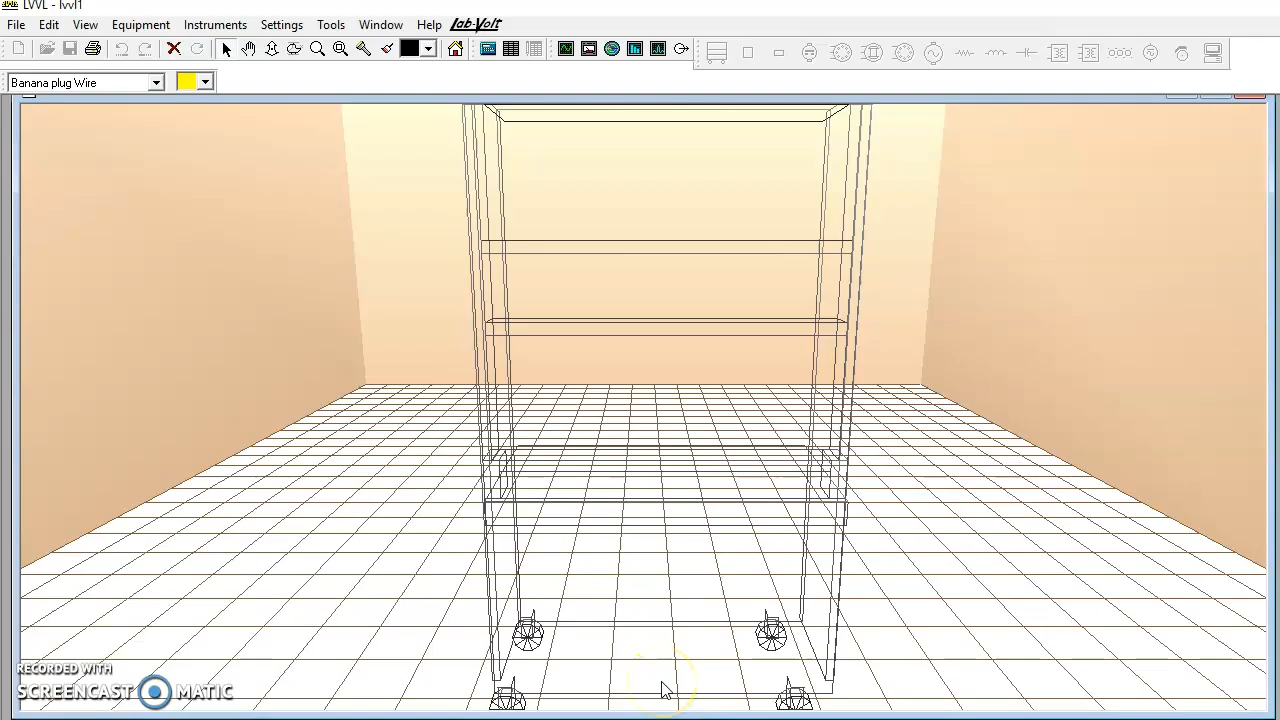 LVVL - lvvl1
File Edit View Equipment Instruments Settings Tools Window Help Lab-Volt
Banana plug Wire
RECORDED WITH
SCREENCAST MATIC